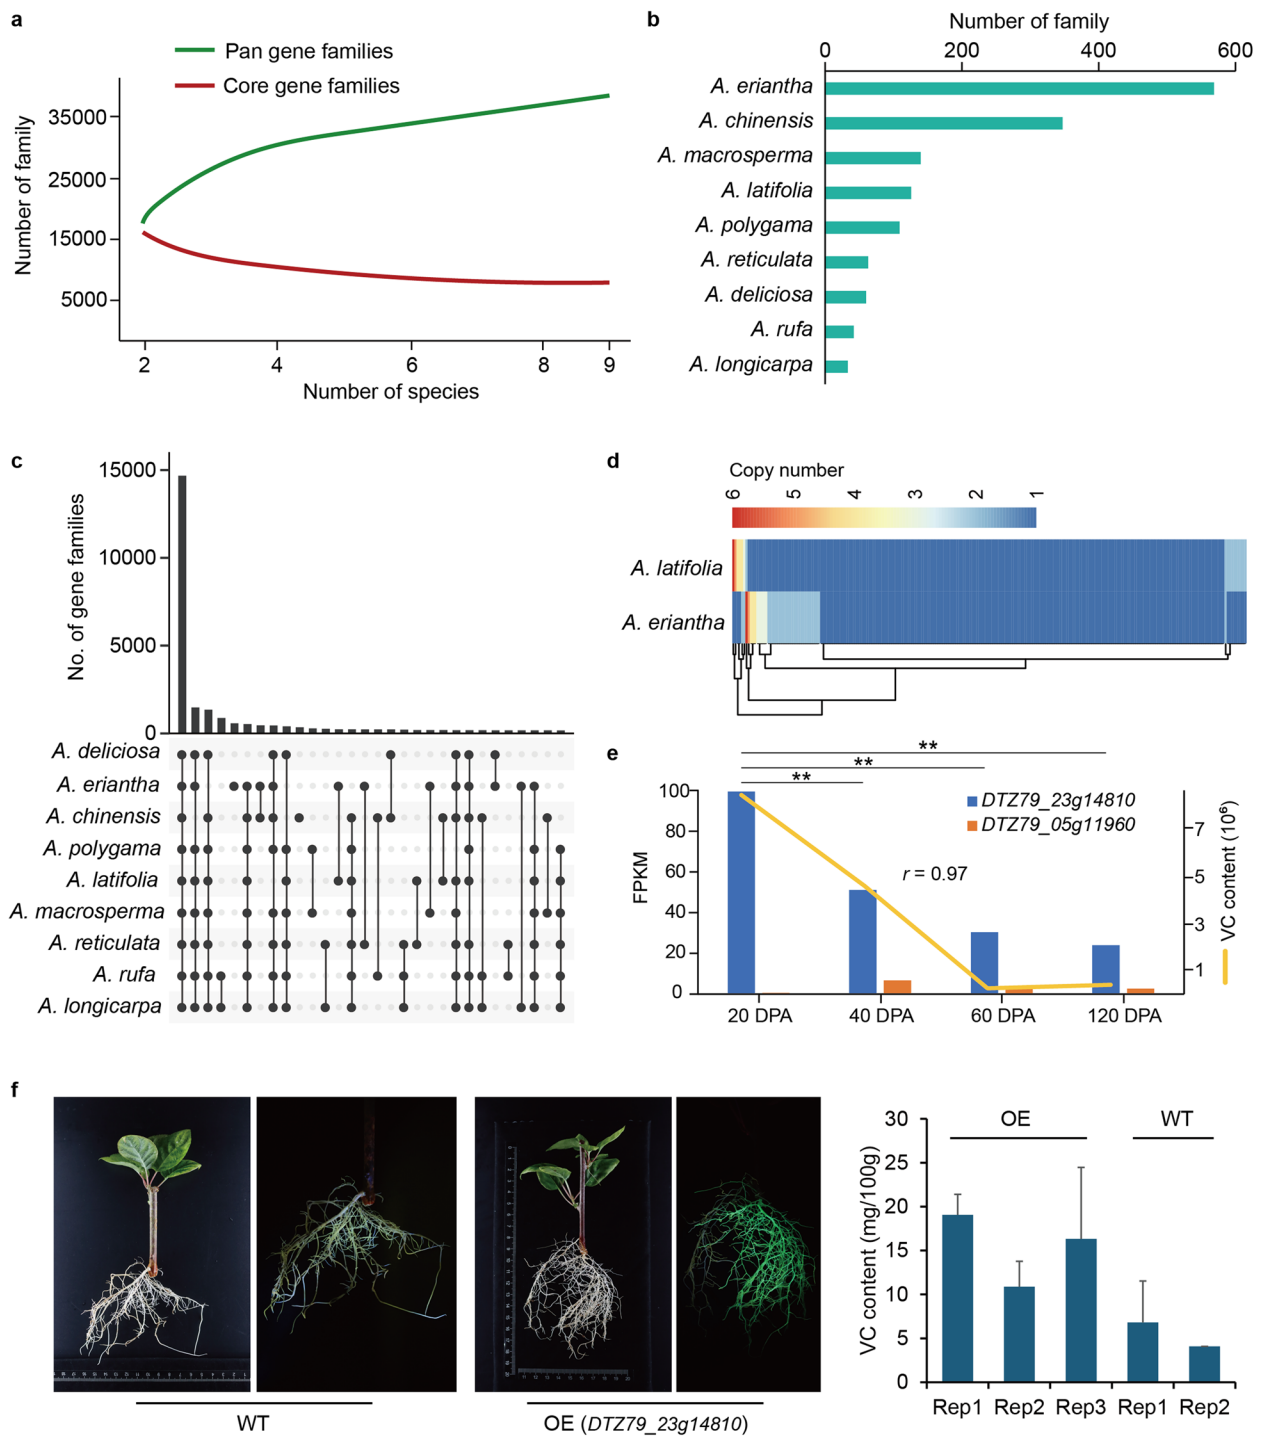 a
Pan gene families
Core gene families
Number of family
35000
25000
15000
5000
2
4
6
8
9
Number of species
b
Number of family
0
200
400
600
A. eriantha
A. chinensis
A. macrosperma
A. latifolia
A. polygama
A. reticulata
A. deliciosa
A. rufa
A. longicarpa
c
No. of gene families
15000
10000
5000
0
A. deliciosa
A. eriantha
A. chinensis
A. polygama
A. latifolia
A. macrosperma
A. reticulata
A. rufa
A. longicarpa
d
Copy number
6
5
4
3
2
1
A. latifolia
A. eriantha
e
**
**
**
DTZ79_23g14810
DTZ79_05g11960
r = 0.97
FPKM
100
80
60
40
20
0
7
5
3
1
VC content (10⁶)
20 DPA
40 DPA
60 DPA
120 DPA
f
WT
OE (DTZ79_23g14810)
VC content (mg/100g)
30
25
20
15
10
5
0
OE
WT
Rep1
Rep2
Rep3
Rep1
Rep2